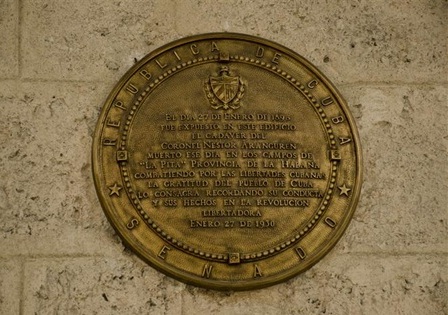 REPUBLICA DE CUBA
EL DIA 27 DE ENERO DE 1898
FUE EXPUESTO EN ESTE EDIFICIO
EL CADAVER DEL
CORONEL NESTOR ARANGUREN
MUERTO ESE DIA EN LOS CAMPOS DE
"LA PITA" PROVINCIA DE LA HABANA,
COMBATIENDO POR LAS LIBERTADES CUBANAS
LA GRATITUD DEL PUEBLO DE CUBA
LO CONSAGRA RECORDANDO SU CONDUCTA
Y SUS HECHOS EN LA REVOLUCION
LIBERTADORA
ENERO 27 DE 1930
SENADO